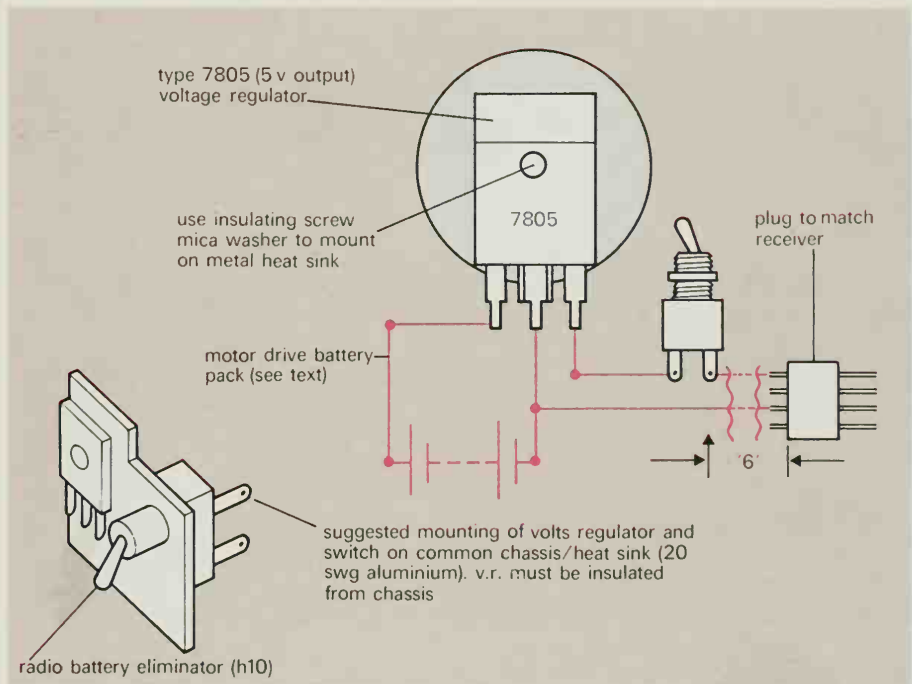 type 7805 (5 v output)
voltage regulator
use insulating screw
mica washer to mount
on metal heat sink
7805
plug to match
receiver
motor drive battery
pack (see text)
'6'
suggested mounting of volts regulator and
switch on common chassis/heat sink (20
swg aluminium). v.r. must be insulated
from chassis
radio battery eliminator (h10)